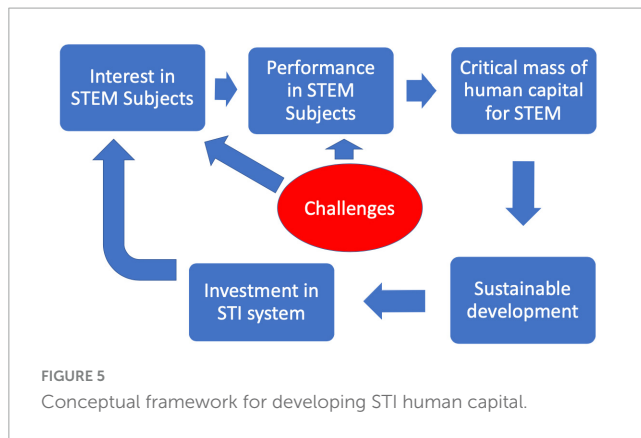 Interest in
STEM Subjects
Performance
in STEM
Subjects
Critical mass of
human capital
for STEM
Challenges
Investment in
STI system
Sustainable
development
FIGURE 5
Conceptual framework for developing STI human capital.